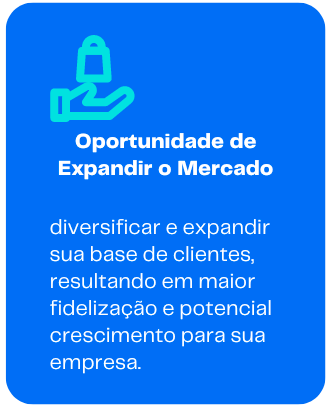 Oportunidade de
Expandir o Mercado
diversificar e expandir
sua base de clientes,
resultando em maior
fidelização e potencial
crescimento para sua
empresa.